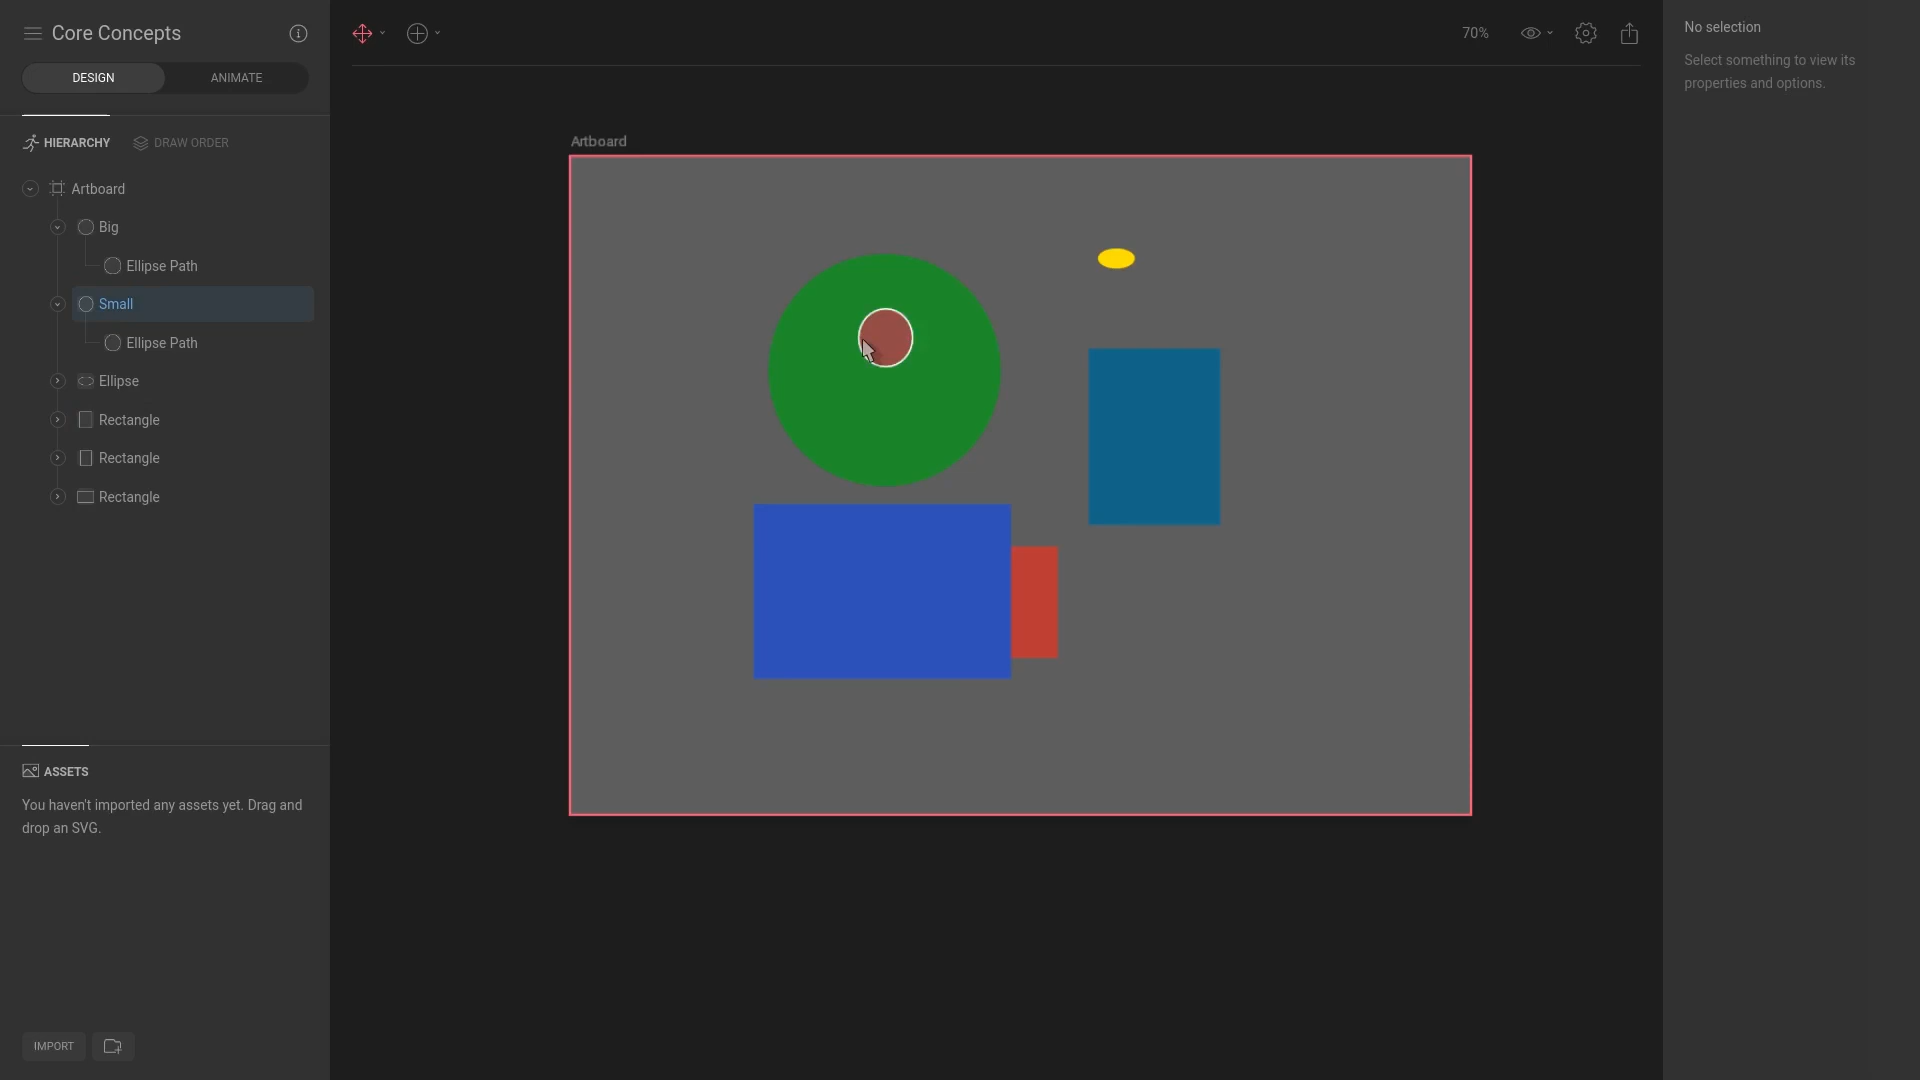 Core Concepts
DESIGN
ANIMATE
HIERARCHY
DRAW ORDER
Artboard
Big
Ellipse Path
Small
Ellipse Path
Ellipse
Rectangle
Rectangle
Rectangle
ASSETS
You haven't imported any assets yet. Drag and
drop an SVG.
IMPORT
70%
Artboard
No selection
Select something to view its
properties and options.